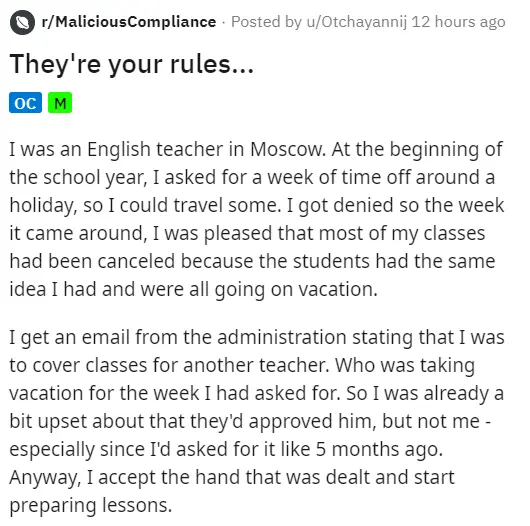 r/MaliciousCompliance · Posted by u/Otchayannij 12 hours ago
They're your rules...
OC M
I was an English teacher in Moscow. At the beginning of
the school year, I asked for a week of time off around a
holiday, so I could travel some. I got denied so the week
it came around, I was pleased that most of my classes
had been canceled because the students had the same
idea I had and were all going on vacation.
I get an email from the administration stating that I was
to cover classes for another teacher. Who was taking
vacation for the week I had asked for. So I was already a
bit upset about that they'd approved him, but not me -
especially since I'd asked for it like 5 months ago.
Anyway, I accept the hand that was dealt and start
preparing lessons.